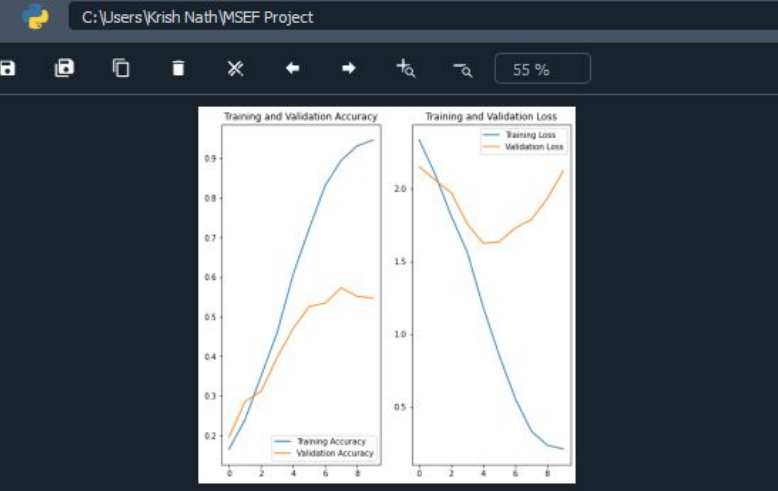 C:\Users\Krish Nath\MSEF Project
55 %
Training and Validation Accuracy
0.9
0.8
0.7
0.6
0.5
0.4
0.3
0.2
Training Accuracy
Validation Accuracy
0 2 4 6 8
Training and Validation Loss
Training Loss
Validation Loss
2.0
1.5
1.0
0.5
0 2 4 6 8